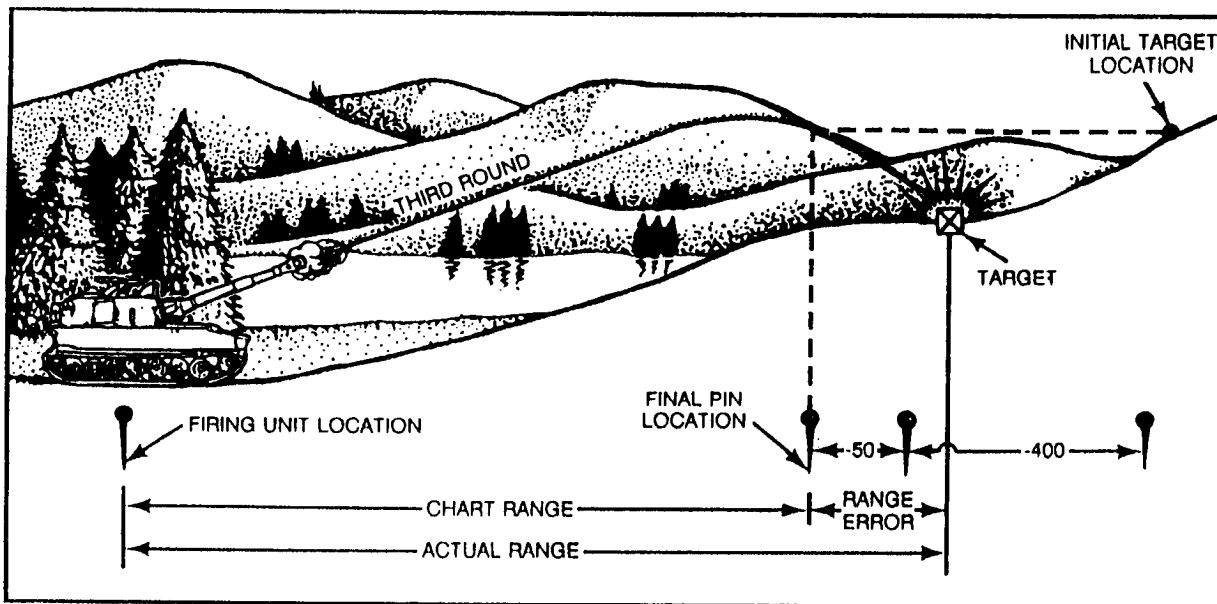 INITIAL TARGET
LOCATION
THIRD ROUND
TARGET
FIRING UNIT LOCATION
FINAL PIN
LOCATION
-50
-400
CHART RANGE
RANGE
ERROR
ACTUAL RANGE